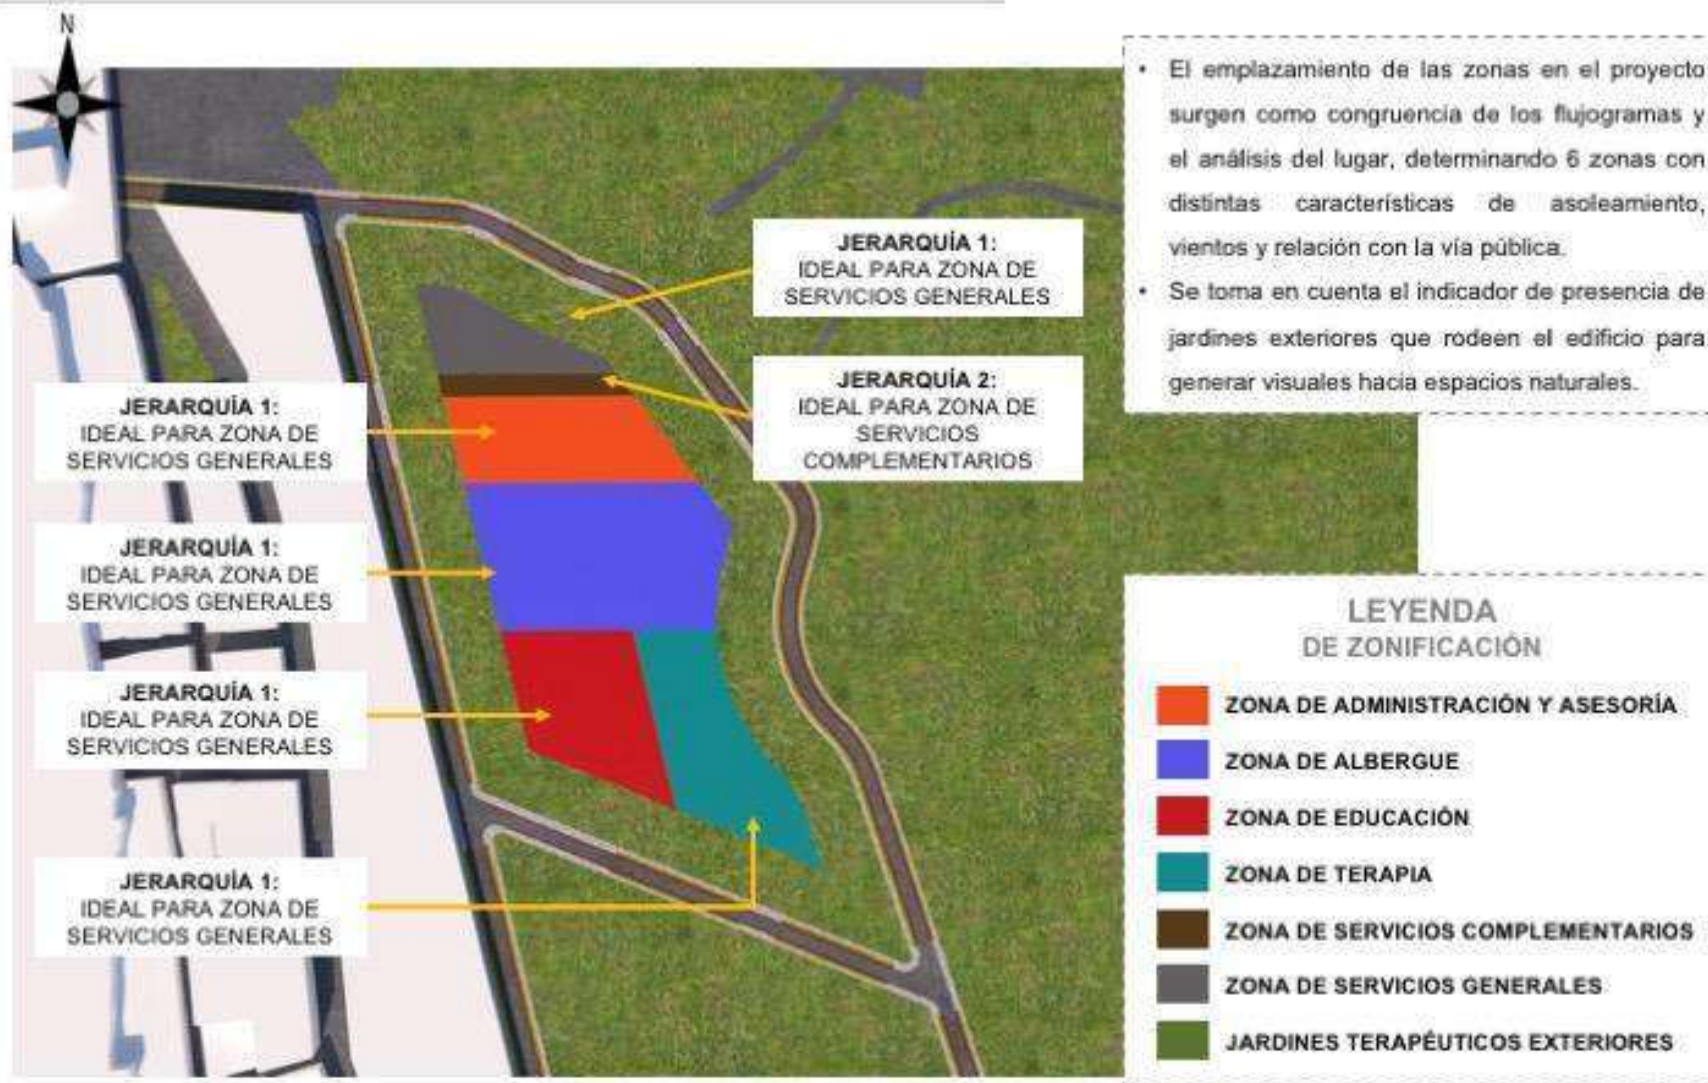 N
• El emplazamiento de las zonas en el proyecto
surgen como congruencia de los flujogramas y
el análisis del lugar, determinando 6 zonas con
distintas características de asoleamiento,
vientos y relación con la vía pública.
• Se toma en cuenta el indicador de presencia de
jardines exteriores que rodeen el edificio para
generar visuales hacia espacios naturales.
JERARQUÍA 1:
IDEAL PARA ZONA DE
SERVICIOS GENERALES
JERARQUÍA 2:
IDEAL PARA ZONA DE
SERVICIOS
COMPLEMENTARIOS
JERARQUÍA 1:
IDEAL PARA ZONA DE
SERVICIOS GENERALES
JERARQUÍA 1:
IDEAL PARA ZONA DE
SERVICIOS GENERALES
JERARQUÍA 1:
IDEAL PARA ZONA DE
SERVICIOS GENERALES
JERARQUÍA 1:
IDEAL PARA ZONA DE
SERVICIOS GENERALES
LEYENDA
DE ZONIFICACIÓN
ZONA DE ADMINISTRACIÓN Y ASESORÍA
ZONA DE ALBERGUE
ZONA DE EDUCACIÓN
ZONA DE TERAPIA
ZONA DE SERVICIOS COMPLEMENTARIOS
ZONA DE SERVICIOS GENERALES
JARDINES TERAPÉUTICOS EXTERIORES